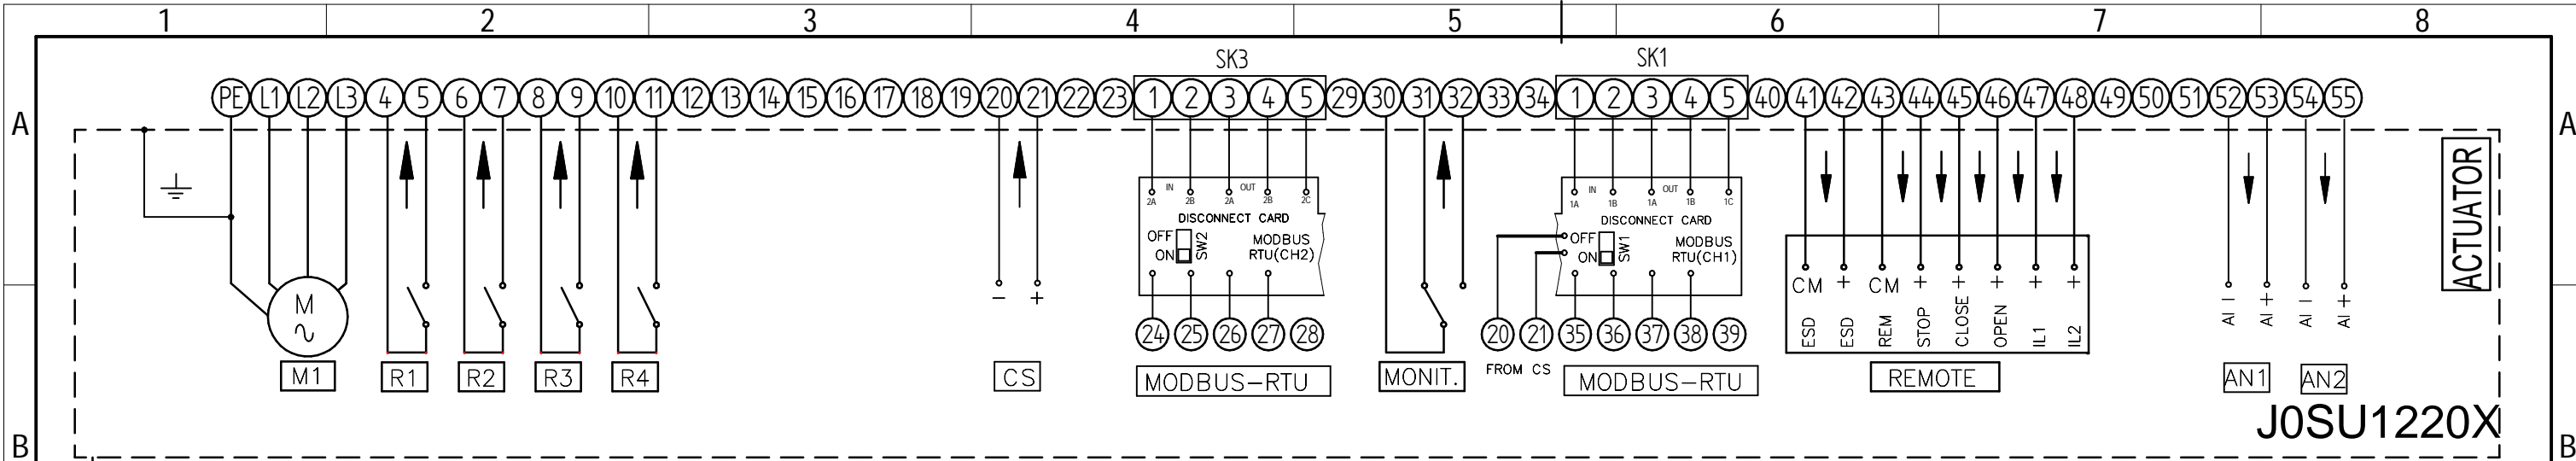 1 2 3 4 5 6 7 8
SK3 SK1
PE L1 L2 L3 4 5 6 7 8 9 10 11 12 13 14 15 16 17 18 19 20 21 22 23 1 2 3 4 5 29 30 31 32 33 34 1 2 3 4 5 40 41 42 43 44 45 46 47 48 49 50 51 52 53 54 55
A A
IN OUT IN OUT
2A 2B 2A 2B 2C 1A 1B 1A 1B 1C
DISCONNECT CARD DISCONNECT CARD
OFF MODBUS OFF MODBUS
ON SW2 RTU(CH2) ON SW1 RTU(CH1)
ACTUATOR
M
- +
CM + CM + + + + +
ESD ESD REM STOP CLOSE OPEN IL1 IL2
AI - AI + AI - AI +
24 25 26 27 28 20 21 35 36 37 38 39
FROM CS
M1 R1 R2 R3 R4 CS MODBUS-RTU MONIT. MODBUS-RTU REMOTE AN1 AN2
J0SU1220X
B B